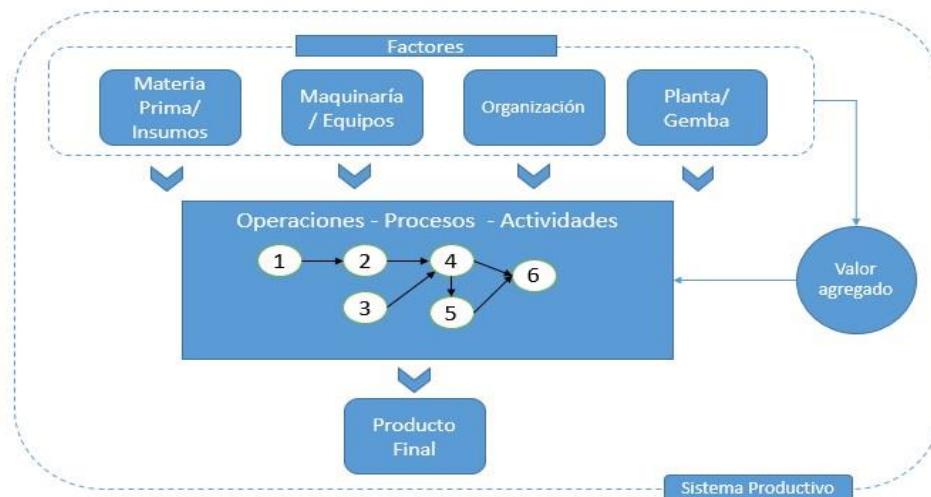 Factores
Materia
Prima/
Insumos
Maquinaría
/ Equipos
Organización
Planta/
Gemba
Operaciones - Procesos - Actividades
1
2
4
6
3
5
Valor
agregado
Producto
Final
Sistema Productivo